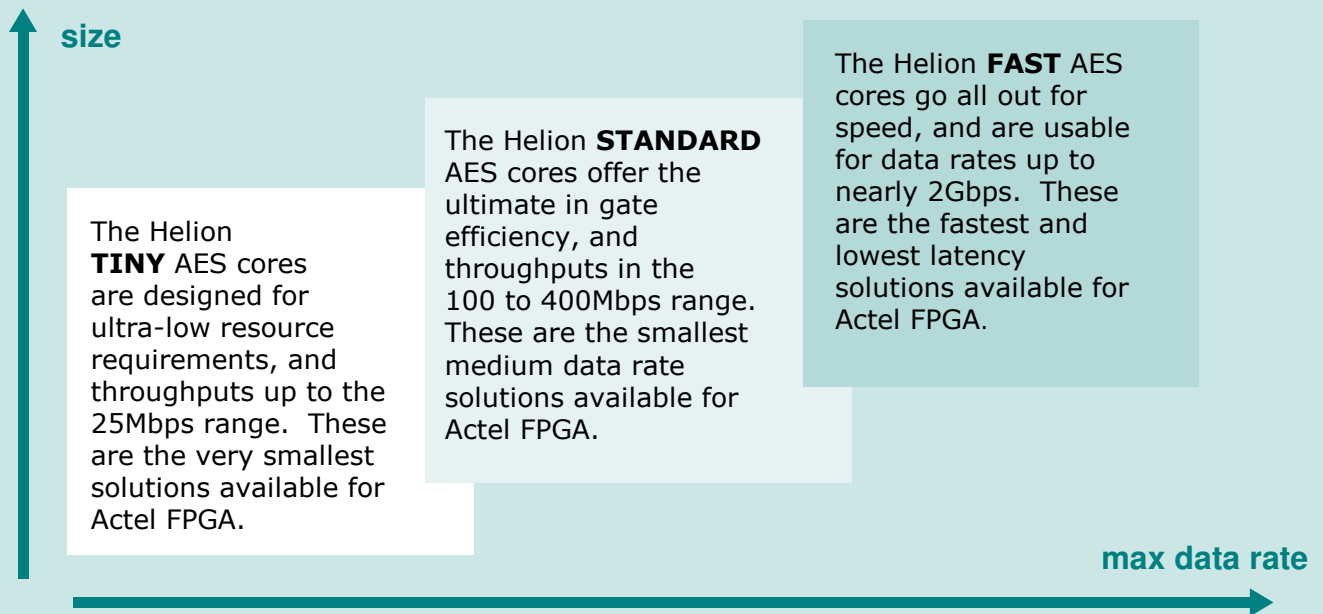 size
The Helion
TINY AES cores
are designed for
ultra-low resource
requirements, and
throughputs up to the
25Mbps range.  These
are the very smallest
solutions available for
Actel FPGA.
The Helion STANDARD
AES cores offer the
ultimate in gate
efficiency, and
throughputs in the
100 to 400Mbps range.
These are the smallest
medium data rate
solutions available for
Actel FPGA.
The Helion FAST AES
cores go all out for
speed, and are usable
for data rates up to
nearly 2Gbps.  These
are the fastest and
lowest latency
solutions available for
Actel FPGA.
max data rate